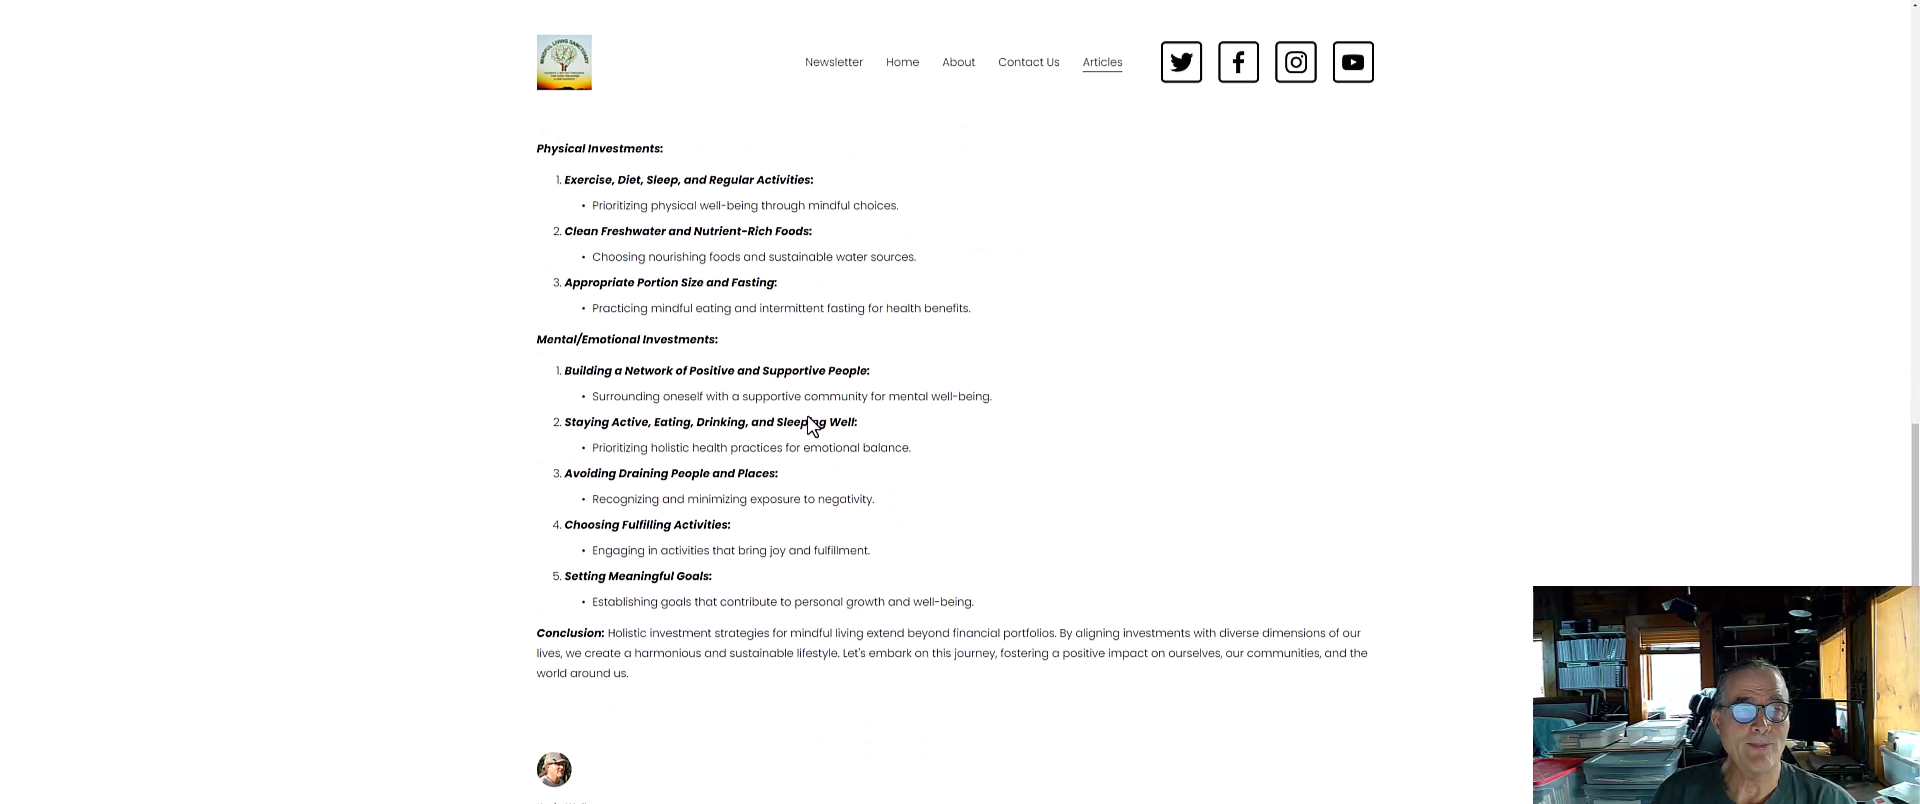 MINDFUL LIVING SANCTUARY
Newsletter
Home
About
Contact Us
Articles
Physical Investments:
1. Exercise, Diet, Sleep, and Regular Activities:
• Prioritizing physical well-being through mindful choices.
2. Clean Freshwater and Nutrient-Rich Foods:
• Choosing nourishing foods and sustainable water sources.
3. Appropriate Portion Size and Fasting:
• Practicing mindful eating and intermittent fasting for health benefits.
Mental/Emotional Investments:
1. Building a Network of Positive and Supportive People:
• Surrounding oneself with a supportive community for mental well-being.
2. Staying Active, Eating, Drinking, and Sleeping Well:
• Prioritizing holistic health practices for emotional balance.
3. Avoiding Draining People and Places:
• Recognizing and minimizing exposure to negativity.
4. Choosing Fulfilling Activities:
• Engaging in activities that bring joy and fulfillment.
5. Setting Meaningful Goals:
• Establishing goals that contribute to personal growth and well-being.
Conclusion: Holistic investment strategies for mindful living extend beyond financial portfolios. By aligning investments with diverse dimensions of our
lives, we create a harmonious and sustainable lifestyle. Let's embark on this journey, fostering a positive impact on ourselves, our communities, and the
world around us.